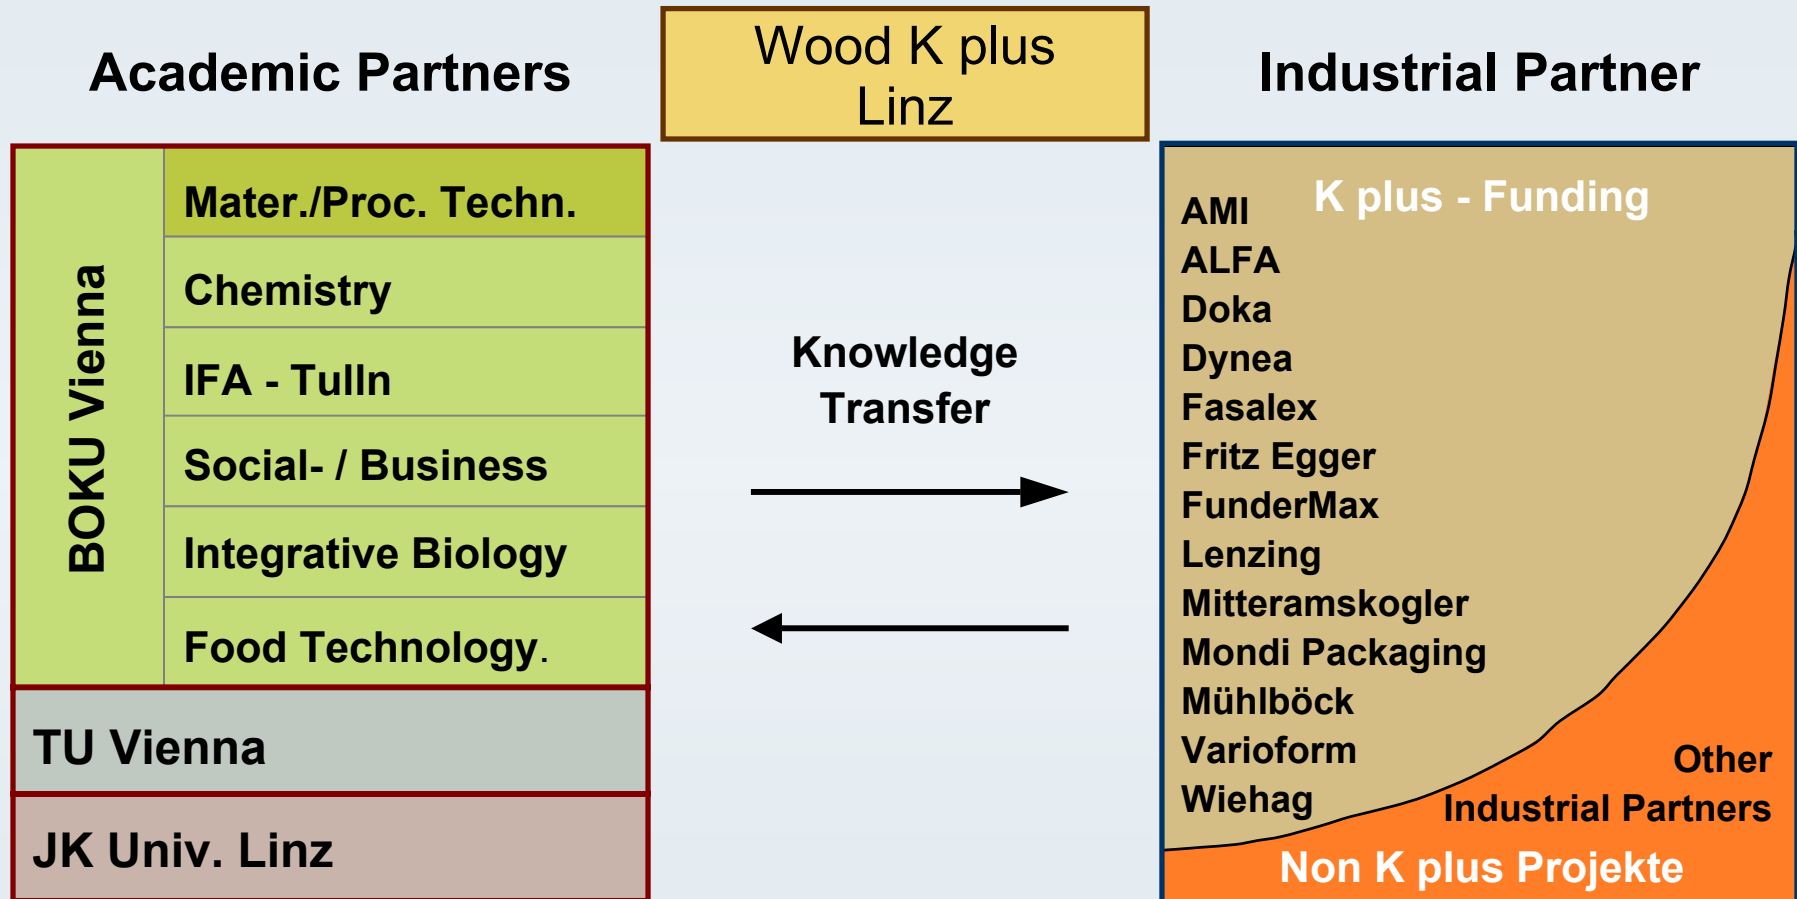 Academic Partners
Wood K plus
Linz
Industrial Partner
BOKU Vienna
Mater./Proc. Techn.
Chemistry
IFA - Tulln
Social- / Business
Integrative Biology
Food Technology.
TU Vienna
JK Univ. Linz
Knowledge
Transfer
K plus - Funding
AMI
ALFA
Doka
Dynea
Fasalex
Fritz Egger
FunderMax
Lenzing
Mitteramskogler
Mondi Packaging
Mühlböck
Varioform
Wiehag
Other
Industrial Partners
Non K plus Projekte